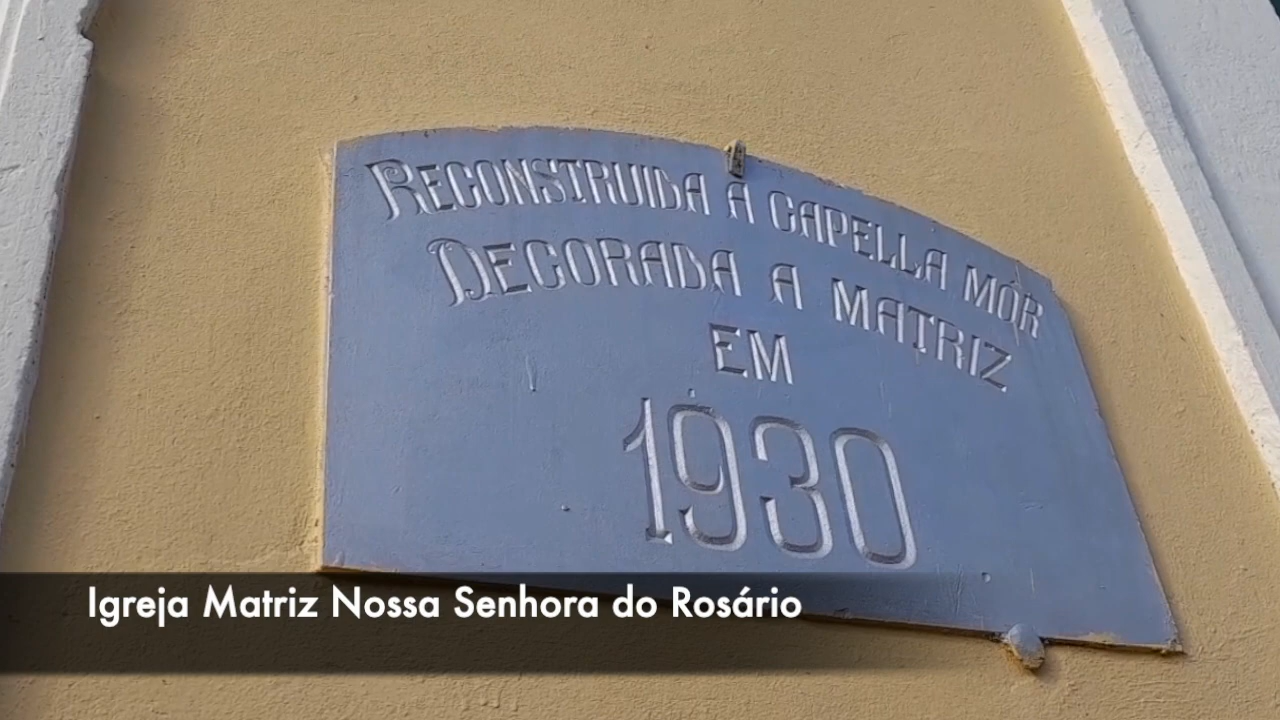 RECONSTRUIDA A CAPELLA MÓR
DECORADA A MATRIZ
EM
1930
Igreja Matriz Nossa Senhora do Rosário